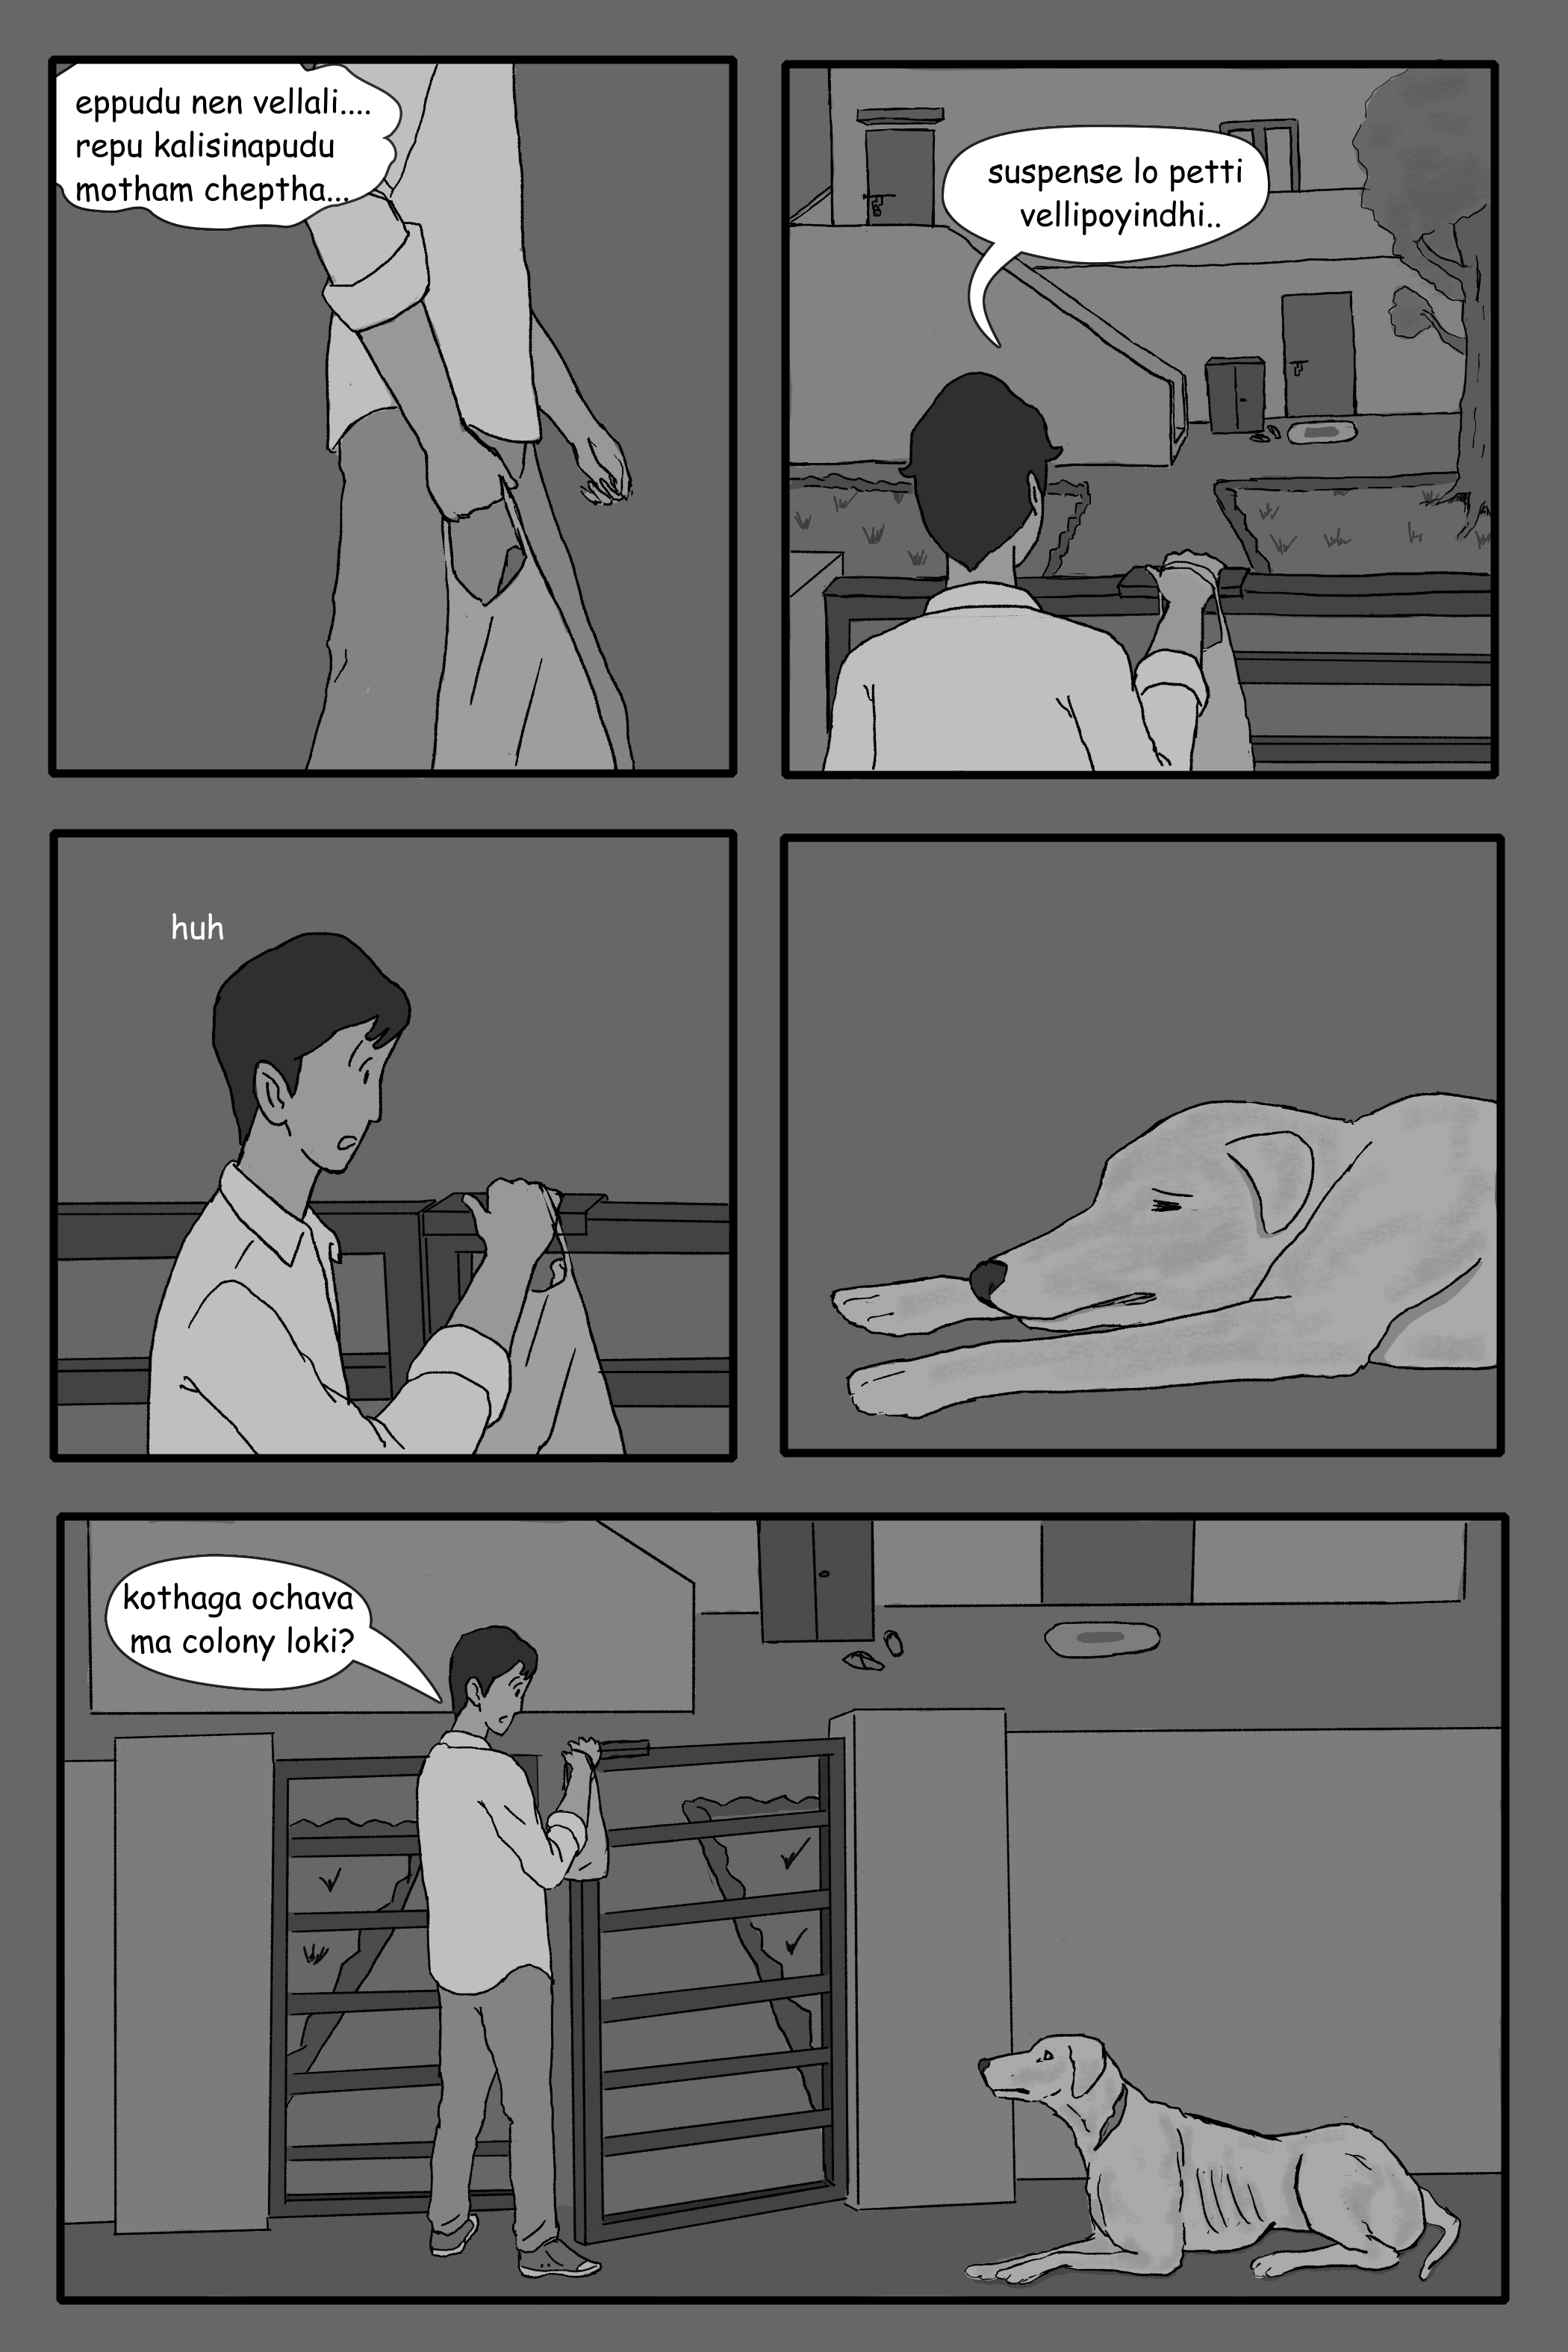 eppudu nen vellali....
repu kalisinapudu
motham cheptha...
suspense lo petti
vellipoyindhi..
huh
kothaga ochava
ma colony loki?